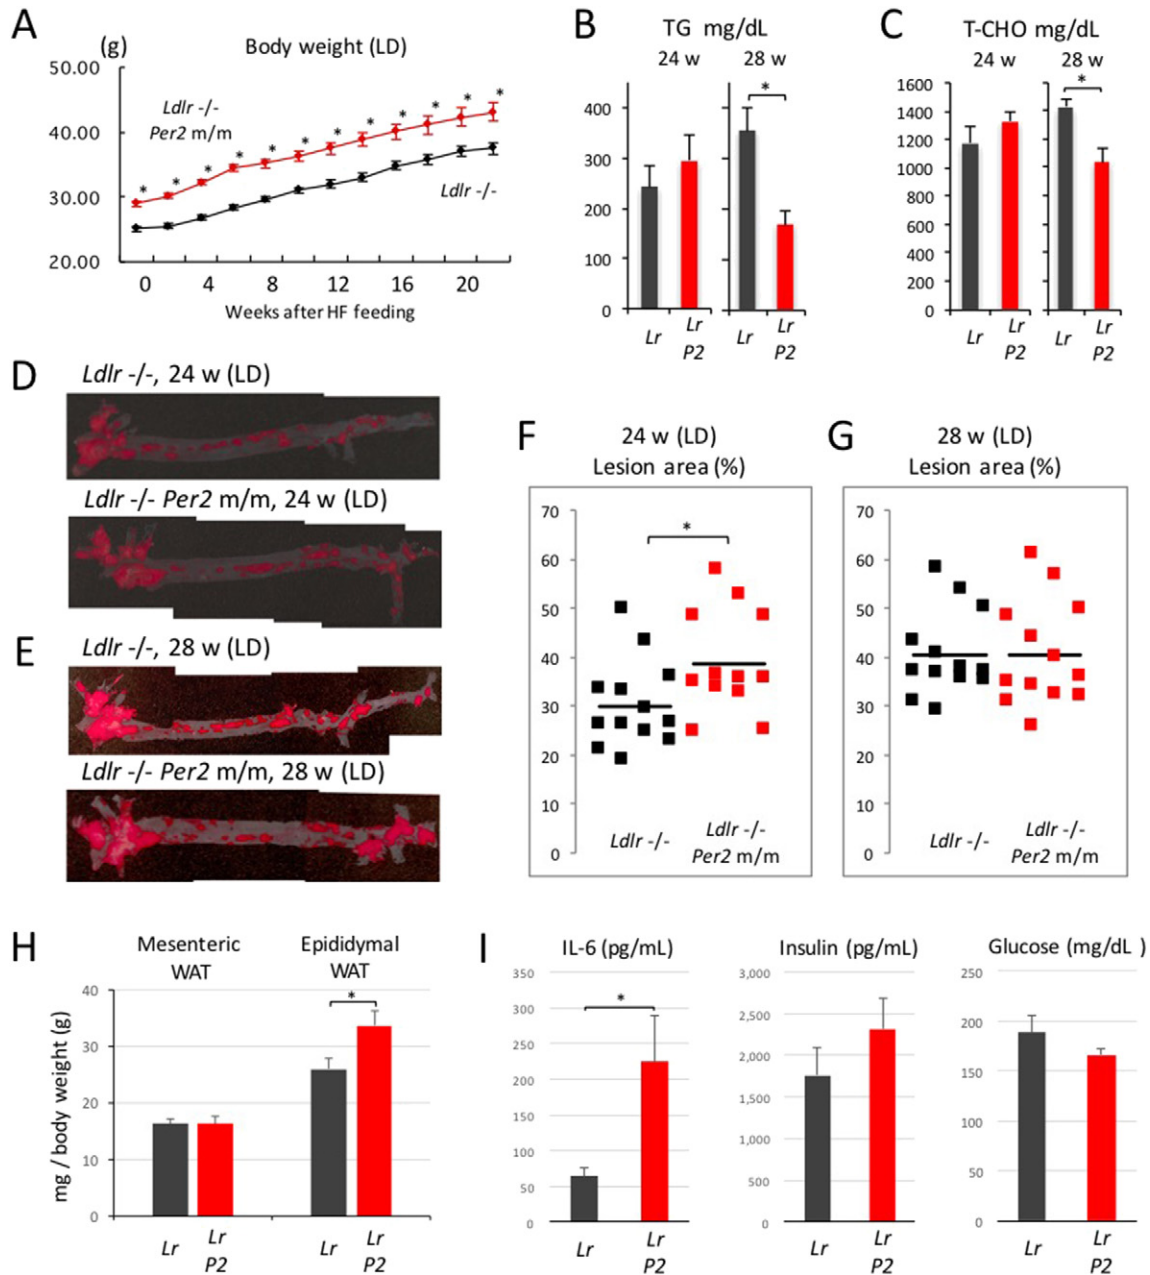 A
(g)
Body weight (LD)
50.00
40.00
30.00
20.00
Ldlr -/-
Per2 m/m
* * * * * * * * * * * *
Ldlr -/-
0 4 8 12 16 20
Weeks after HF feeding
B
TG mg/dL
24 w 28 w
400
300
200
100
0
*
Lr
Lr
P2
Lr
Lr
P2
C
T-CHO mg/dL
24 w 28 w
1600
1400
1200
1000
800
600
400
200
0
*
Lr
Lr
P2
Lr
Lr
P2
D
Ldlr -/-, 24 w (LD)
Ldlr -/- Per2 m/m, 24 w (LD)
E
Ldlr -/-, 28 w (LD)
Ldlr -/- Per2 m/m, 28 w (LD)
F
24 w (LD)
Lesion area (%)
70
60
50
40
30
20
10
0
*
Ldlr -/-
Ldlr -/-
Per2 m/m
G
28 w (LD)
Lesion area (%)
70
60
50
40
30
20
10
0
Ldlr -/-
Ldlr -/-
Per2 m/m
H
Mesenteric
WAT
Epididymal
WAT
mg / body weight (g)
40
30
20
10
0
*
Lr
Lr
P2
Lr
Lr
P2
I
IL-6 (pg/mL)
350
300
250
200
150
100
50
0
*
Lr
Lr
P2
Insulin (pg/mL)
3,000
2,500
2,000
1,500
1,000
500
0
Lr
Lr
P2
Glucose (mg/dL )
250
200
150
100
50
0
Lr
Lr
P2